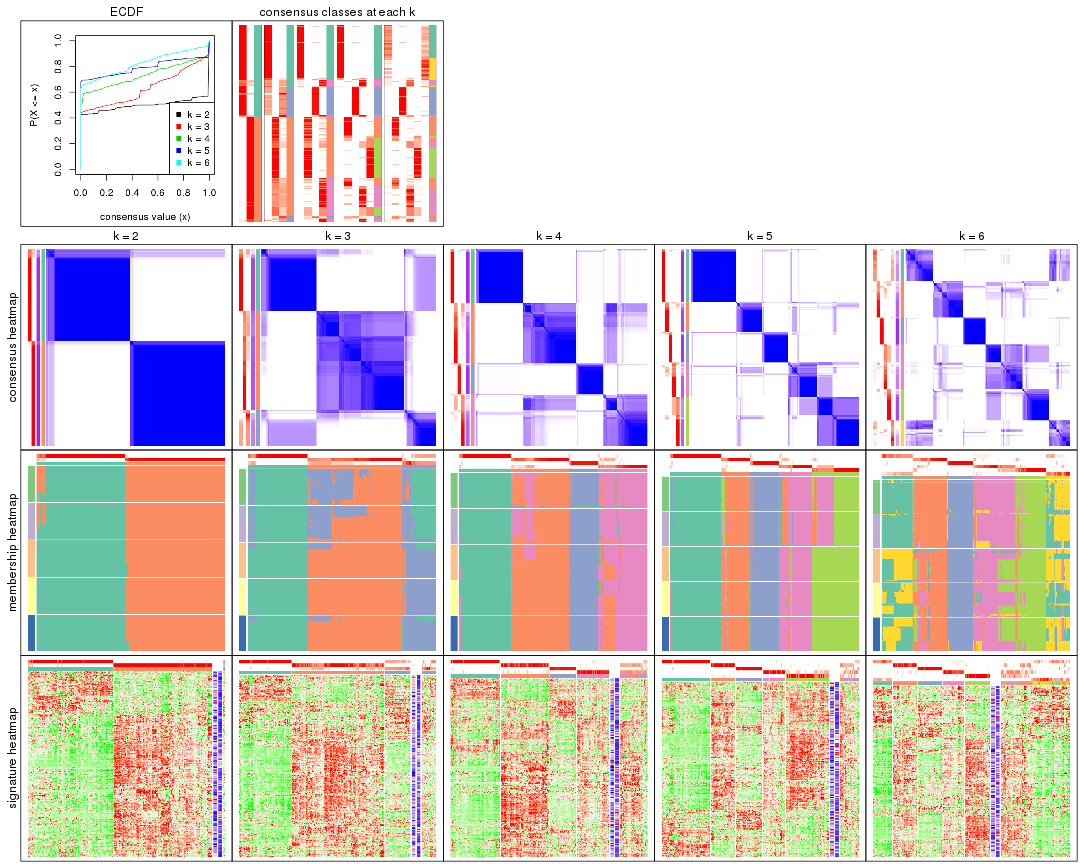 ECDF
consensus classes at each k
P(X <= x)
0.0 0.2 0.4 0.6 0.8 1.0
k = 2
k = 3
k = 4
k = 5
k = 6
0.0 0.2 0.4 0.6 0.8 1.0
consensus value (x)
k = 2 k = 3 k = 4 k = 5 k = 6
consensus heatmap
membership heatmap
signature heatmap